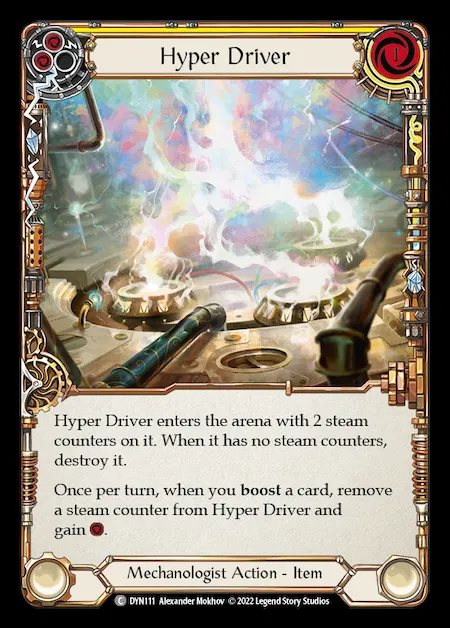 Hyper Driver
1
Hyper Driver enters the arena with 2 steam
counters on it. When it has no steam counters,
destroy it.
Once per turn, when you boost a card, remove
a steam counter from Hyper Driver and
gain .
Mechanologist Action - Item
C DYN111 Alexander Mokhov © 2022 Legend Story Studios